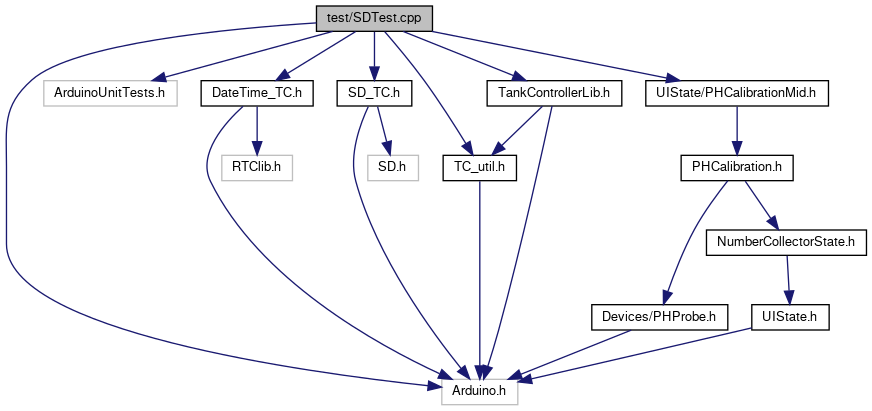 test/SDTest.cpp
ArduinoUnitTests.h
DateTime_TC.h
SD_TC.h
TankControllerLib.h
UIState/PHCalibrationMid.h
RTClib.h
SD.h
TC_util.h
PHCalibration.h
NumberCollectorState.h
Devices/PHProbe.h
UIState.h
Arduino.h